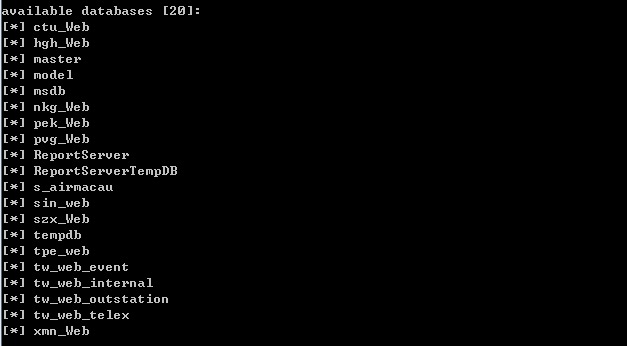 available databases [20]:
[*] ctu_Web
[*] hgh_Web
[*] master
[*] model
[*] msdb
[*] nkg_Web
[*] pek_Web
[*] pvg_Web
[*] ReportServer
[*] ReportServerTempDB
[*] s_airmacau
[*] sin_web
[*] szx_Web
[*] tempdb
[*] tpe_web
[*] tw_web_event
[*] tw_web_internal
[*] tw_web_outstation
[*] tw_web_telex
[*] xmn_Web